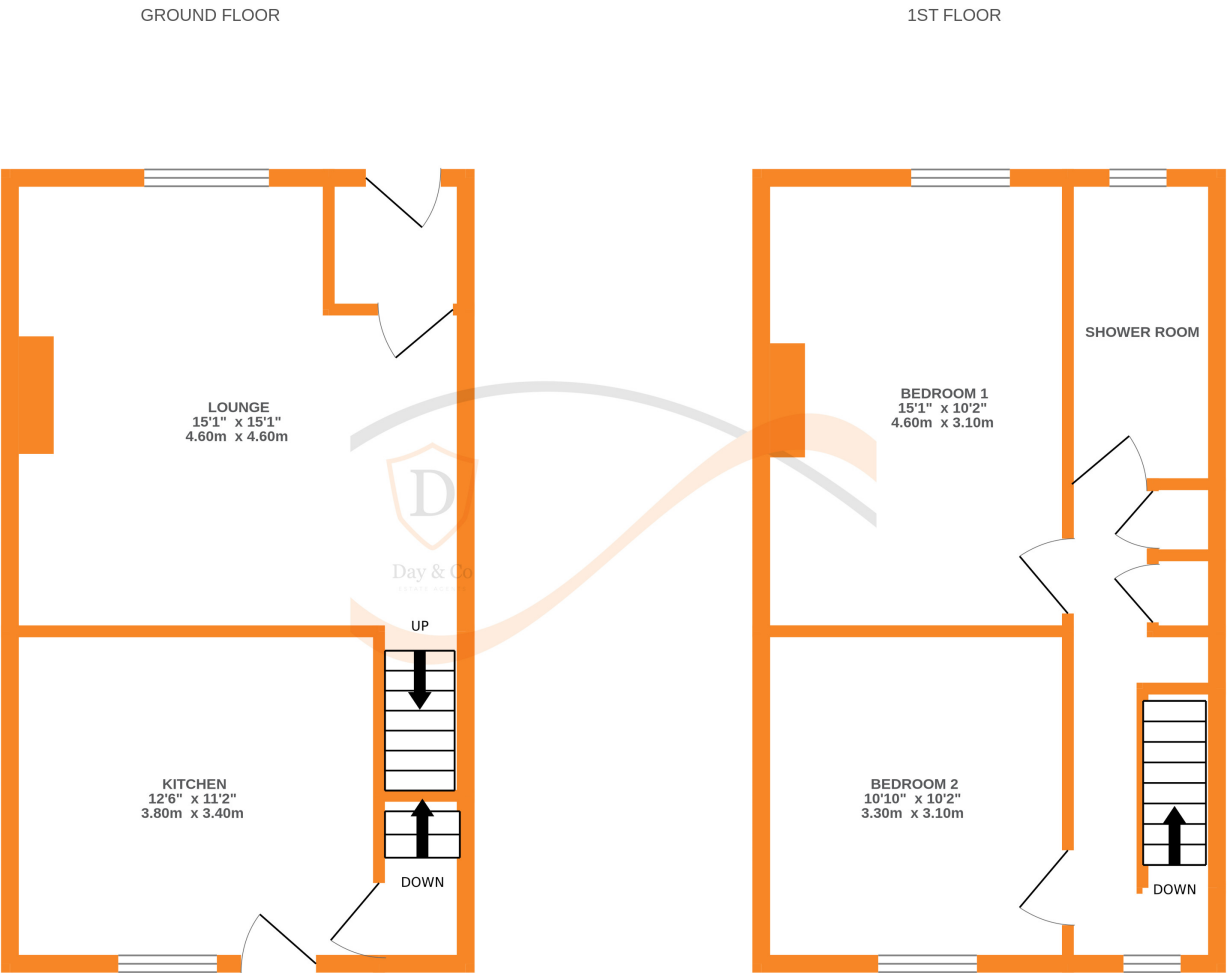 GROUND FLOOR
1ST FLOOR
LOUNGE
15'1" x 15'1"
4.60m x 4.60m
UP
KITCHEN
12'6" x 11'2"
3.80m x 3.40m
DOWN
SHOWER ROOM
BEDROOM 1
15'1" x 10'2"
4.60m x 3.10m
BEDROOM 2
10'10" x 10'2"
3.30m x 3.10m
DOWN
D
Day & Co
ESTATE AGENTS